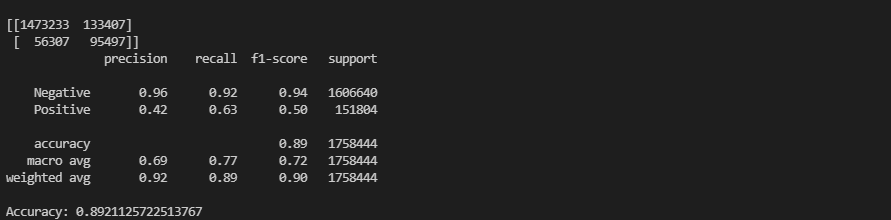 [[1473233 133407]
[ 56307 95497]]
precision recall f1-score support
Negative 0.96 0.92 0.94 1606640
Positive 0.42 0.63 0.50 151804
accuracy 0.89 1758444
macro avg 0.69 0.77 0.72 1758444
weighted avg 0.92 0.89 0.90 1758444
Accuracy: 0.8921125722513767